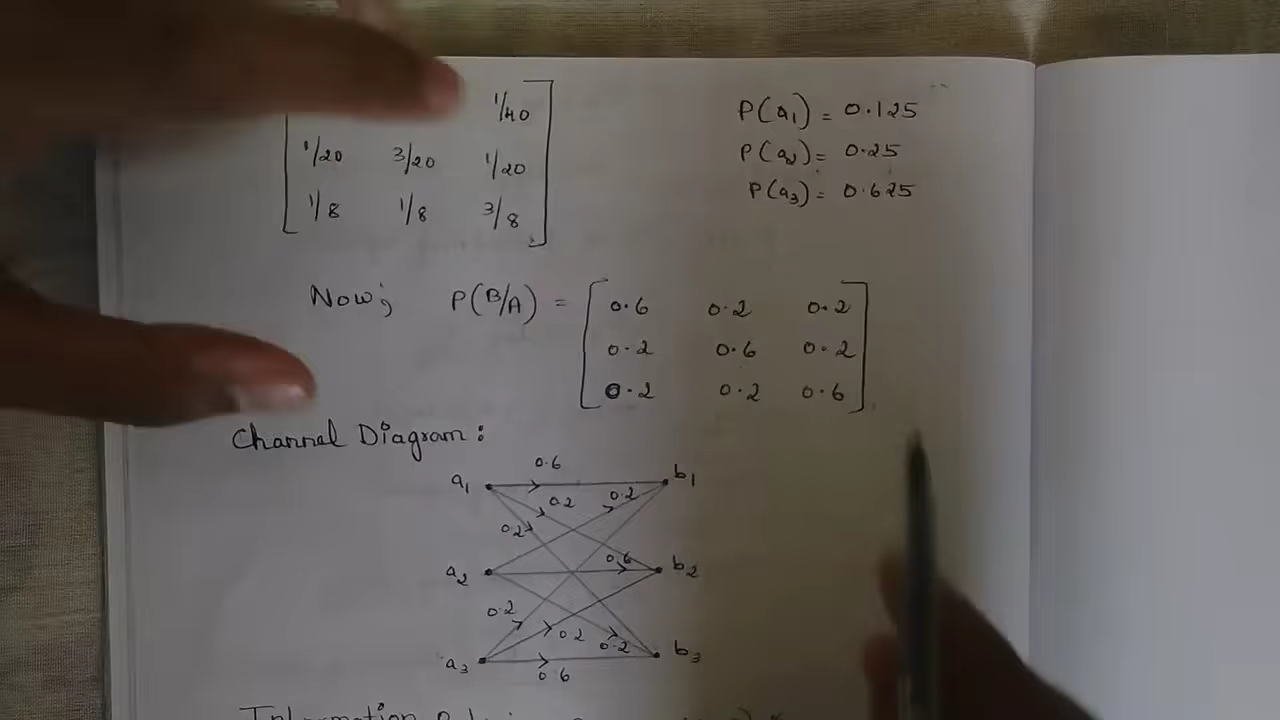 1/40
1/20 3/20 1/20
1/8 1/8 3/8
P(a1) = 0.125
P(a2) = 0.25
P(a3) = 0.625
Now; P(B/A) =
0.6 0.2 0.2
0.2 0.6 0.2
0.2 0.2 0.6
Channel Diagram:
a1 0.6 b1
0.2 0.2
0.2
a2 0.6 b2
0.2
0.2 0.2
a3 0.6 b3
Information